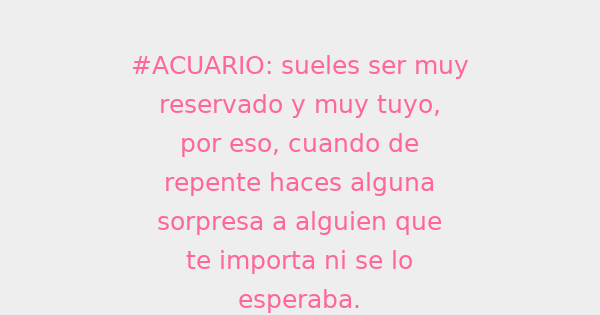 #ACUARIO: sueles ser muy
reservado y muy tuyo,
por eso, cuando de
repente haces alguna
sorpresa a alguien que
te importa ni se lo
esperaba.